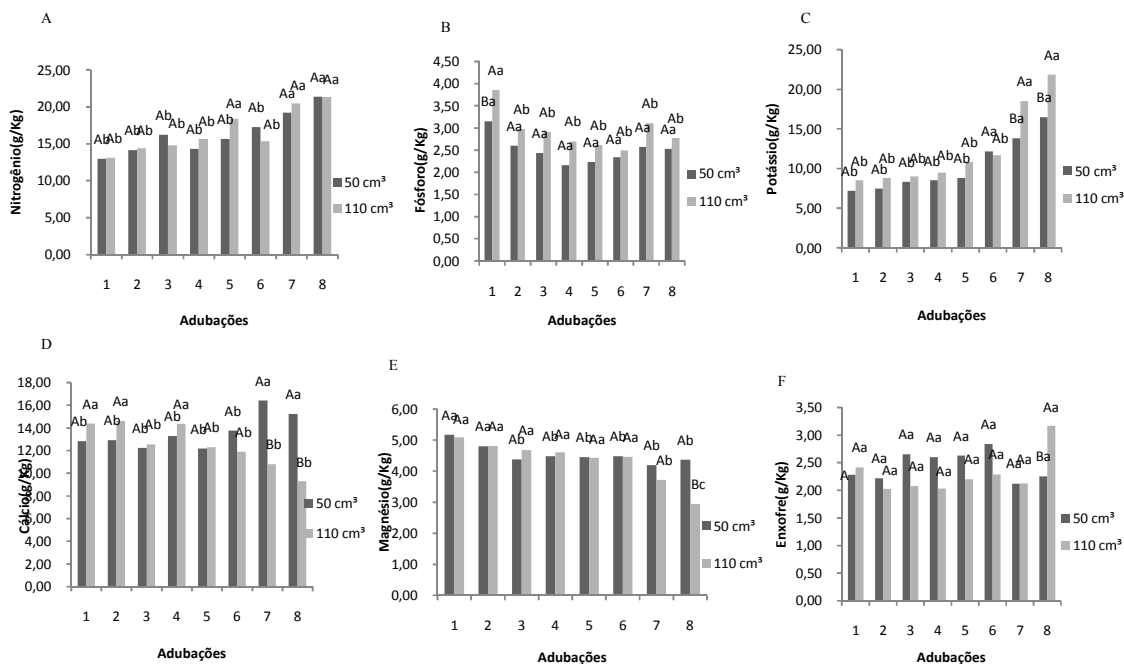 A
Nitrogênio(g/Kg)
25,00
20,00
15,00
10,00
5,00
0,00
Ab Ab Ab Ab Ab Ab Ab Ab Ab Aa Ab Ab Aa Aa Aa Aa
1 2 3 4 5 6 7 8
Adubações
50 cm³
110 cm³
B
Fósforo(g/Kg)
4,50
4,00
3,50
3,00
2,50
2,00
1,50
1,00
0,50
0,00
Ba Aa Aa Ab Aa Ab Aa Ab Aa Ab Aa Ab Aa Ab Aa Ab
1 2 3 4 5 6 7 8
Adubações
50 cm³
110 cm³
C
Potássio(g/Kg)
25,00
20,00
15,00
10,00
5,00
0,00
Ab Ab Ab Ab Ab Ab Ab Ab Ab Ab Aa Ab Ba Aa Ba Aa
1 2 3 4 5 6 7 8
Adubações
50 cm³
110 cm³
D
Cálcio(g/Kg)
18,00
16,00
14,00
12,00
10,00
8,00
6,00
4,00
2,00
0,00
Ab Aa Ab Aa Ab Ab Ab Aa Ab Ab Ab Ab Aa Bb Aa Bb
1 2 3 4 5 6 7 8
Adubações
50 cm³
110 cm³
E
Magnésio(g/Kg)
6,00
5,00
4,00
3,00
2,00
1,00
0,00
Aa Aa Aa Aa Ab Aa Ab Aa Ab Aa Ab Aa Ab Ab Ab Bc
1 2 3 4 5 6 7 8
Adubações
50 cm³
110 cm³
F
Enxofre(g/Kg)
3,50
3,00
2,50
2,00
1,50
1,00
0,50
0,00
A Aa Aa Aa Aa Aa Aa Aa Aa Aa Aa Aa Aa Aa Ba Aa
1 2 3 4 5 6 7 8
Adubações
50 cm³
110 cm³